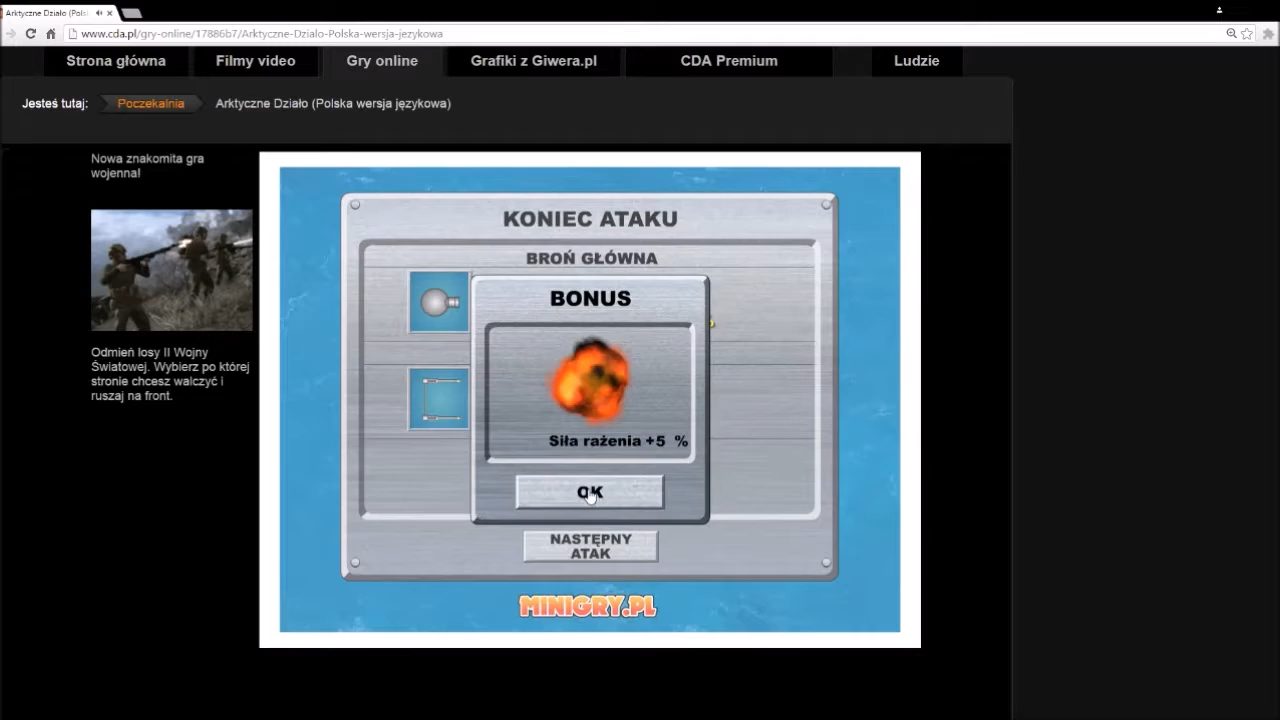 Arktyczne Działo (Pols
www.cda.pl/gry-online/17886b7/Arktyczne-Dzialo-Polska-wersja-jezykowa
Strona główna
Filmy video
Gry online
Grafiki z Giwera.pl
CDA Premium
Ludzie
Jesteś tutaj:
Poczekalnia
Arktyczne Działo (Polska wersja językowa)
Nowa znakomita gra
wojenna!
Odmień losy II Wojny
Światowej. Wybierz po której
stronie chcesz walczyć i
ruszaj na front.
KONIEC ATAKU
BROŃ GŁÓWNA
BONUS
Siła rażenia +5 %
OK
NASTĘPNY
ATAK
MINIGRY.PL